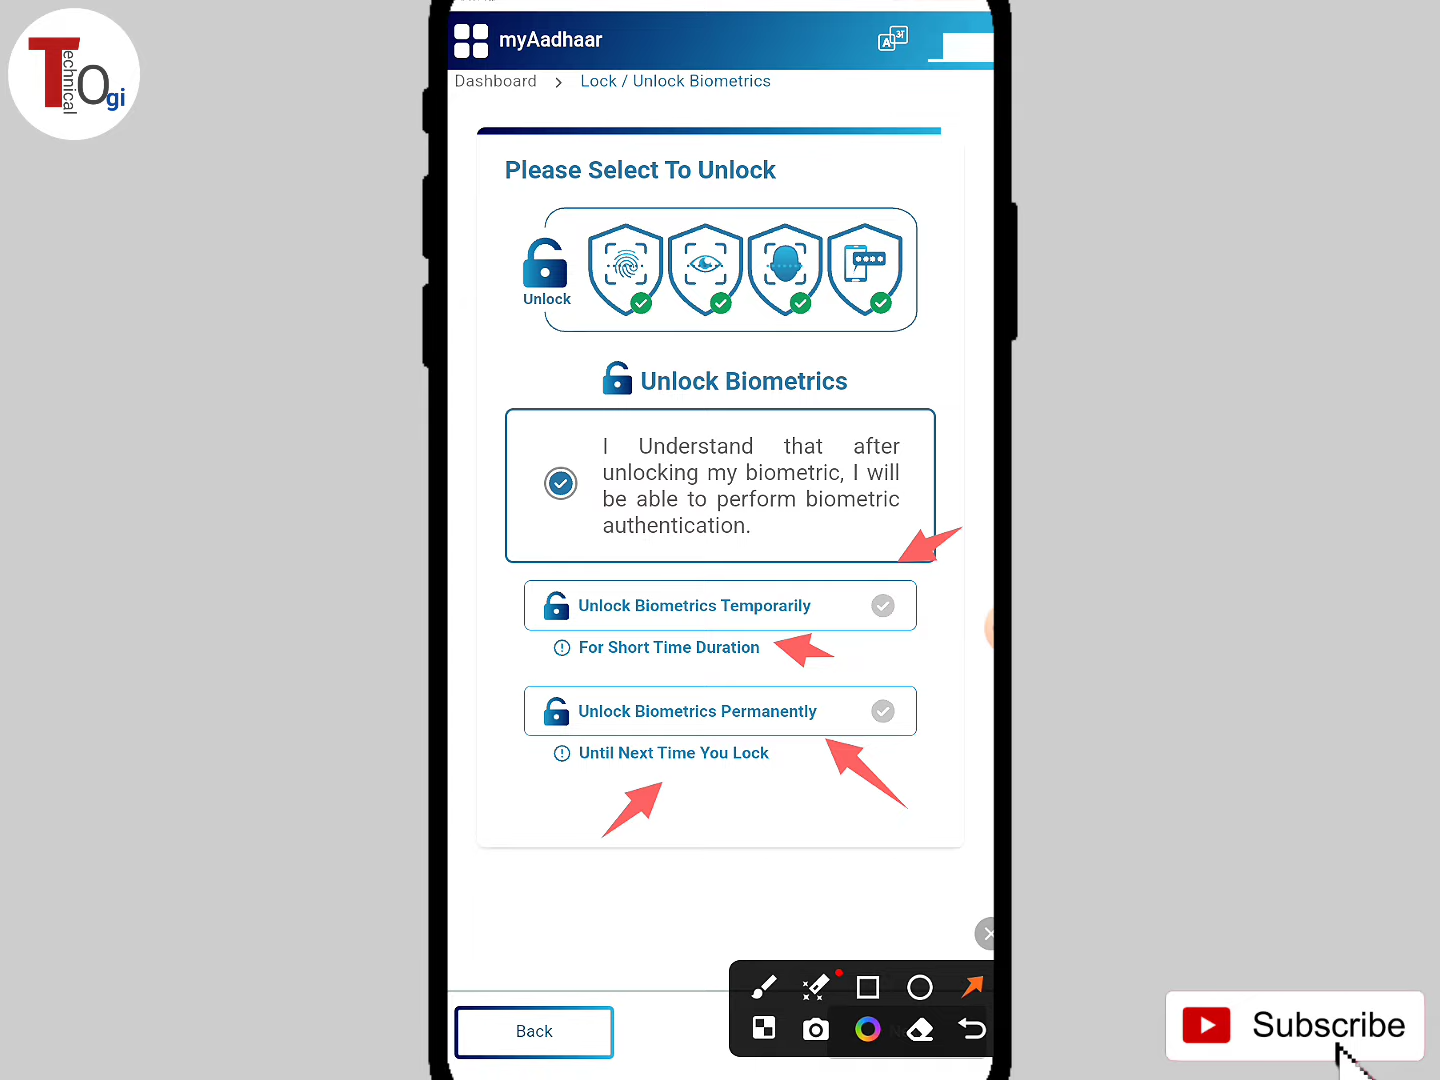 Technical
Ogi
myAadhaar
A अ
Dashboard > Lock / Unlock Biometrics
Please Select To Unlock
Unlock
Unlock Biometrics
I Understand that after
unlocking my biometric, I will
be able to perform biometric
authentication.
Unlock Biometrics Temporarily
For Short Time Duration
Unlock Biometrics Permanently
Until Next Time You Lock
Back
Subscribe